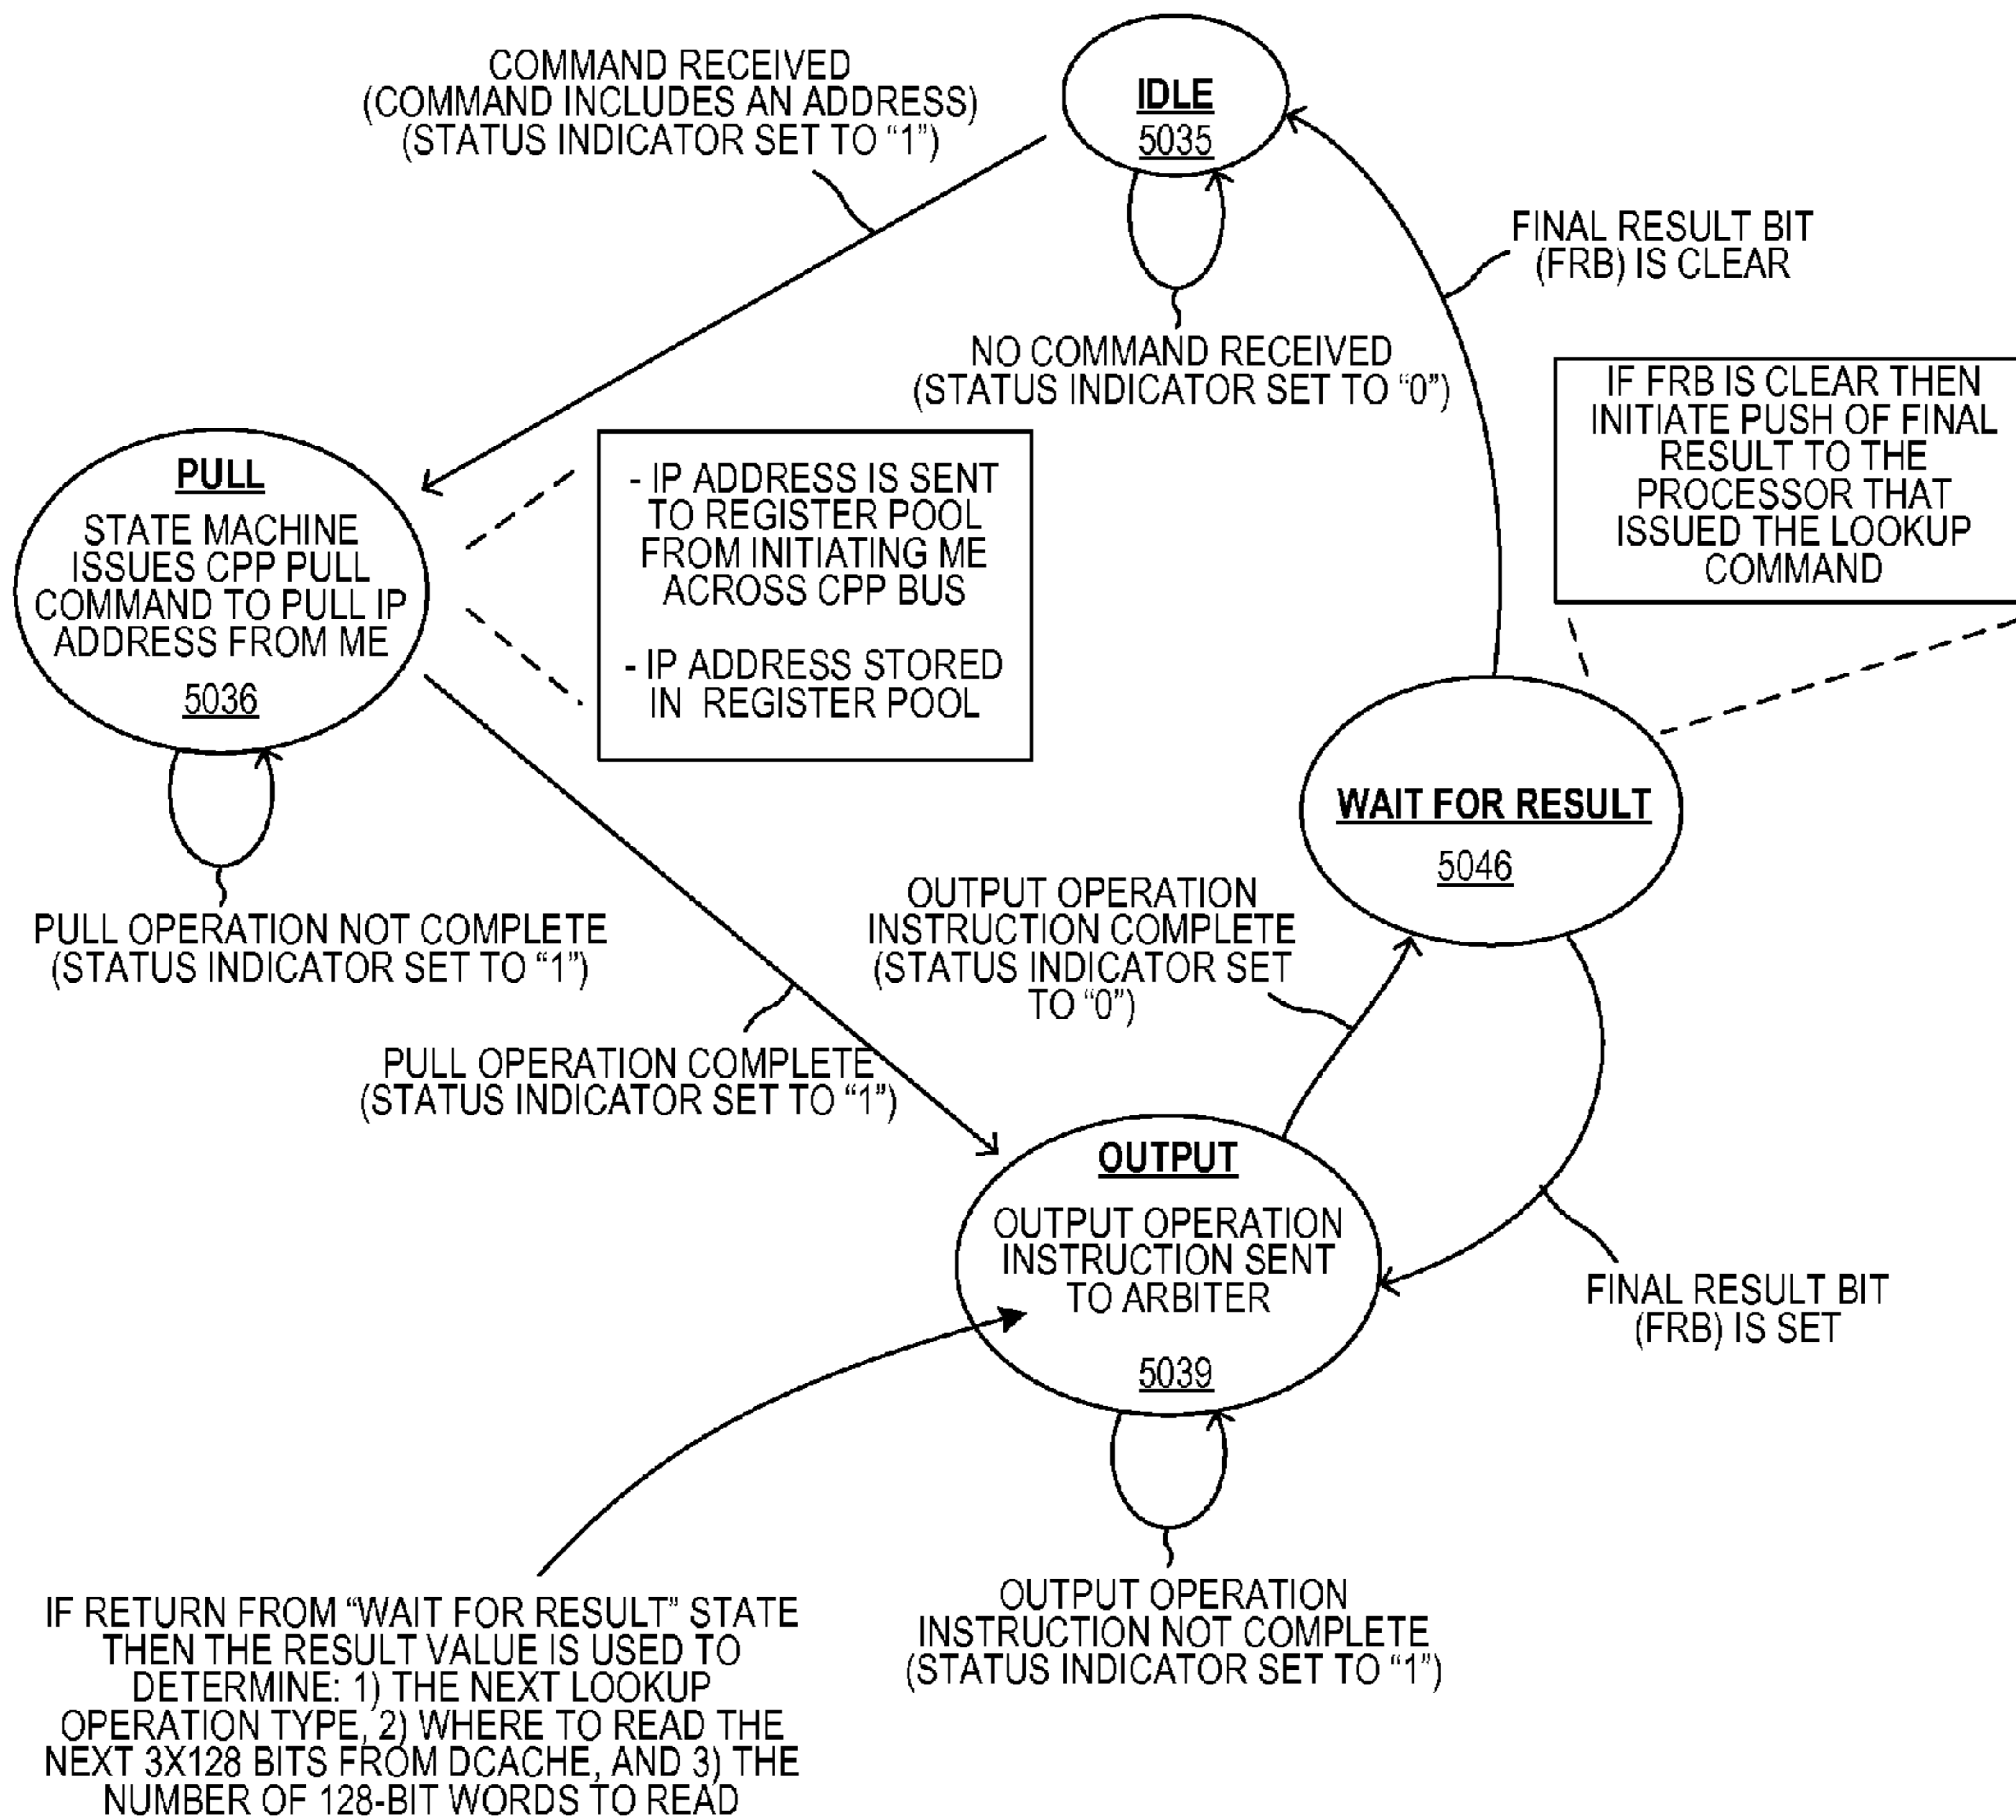 COMMAND RECEIVED
(COMMAND INCLUDES AN ADDRESS)
(STATUS INDICATOR SET TO “1”)
IDLE
5035
FINAL RESULT BIT
(FRB) IS CLEAR
NO COMMAND RECEIVED
(STATUS INDICATOR SET TO “0”)
IF FRB IS CLEAR THEN
INITIATE PUSH OF FINAL
RESULT TO THE
PROCESSOR THAT
ISSUED THE LOOKUP
COMMAND
PULL
STATE MACHINE
ISSUES CPP PULL
COMMAND TO PULL IP
ADDRESS FROM ME
5036
- IP ADDRESS IS SENT
TO REGISTER POOL
FROM INITIATING ME
ACROSS CPP BUS
- IP ADDRESS STORED
IN REGISTER POOL
WAIT FOR RESULT
5046
PULL OPERATION NOT COMPLETE
(STATUS INDICATOR SET TO “1”)
OUTPUT OPERATION
INSTRUCTION COMPLETE
(STATUS INDICATOR SET
TO “0”)
PULL OPERATION COMPLETE
(STATUS INDICATOR SET TO “1”)
OUTPUT
OUTPUT OPERATION
INSTRUCTION SENT
TO ARBITER
5039
FINAL RESULT BIT
(FRB) IS SET
OUTPUT OPERATION
INSTRUCTION NOT COMPLETE
(STATUS INDICATOR SET TO “1”)
IF RETURN FROM “WAIT FOR RESULT” STATE
THEN THE RESULT VALUE IS USED TO
DETERMINE: 1) THE NEXT LOOKUP
OPERATION TYPE, 2) WHERE TO READ THE
NEXT 3X128 BITS FROM DCACHE, AND 3) THE
NUMBER OF 128-BIT WORDS TO READ